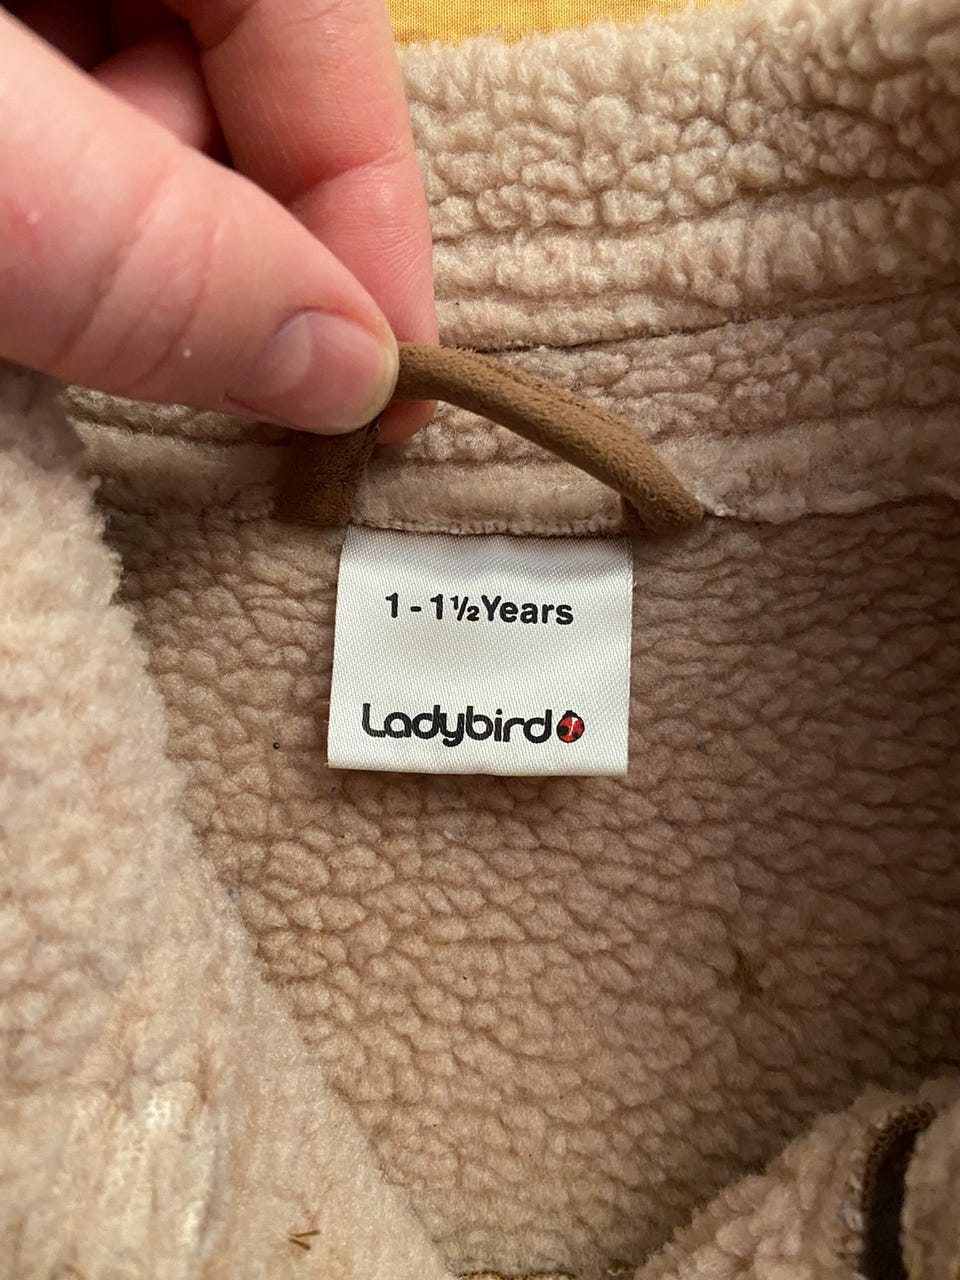 1 - 1½ Years
Ladybird